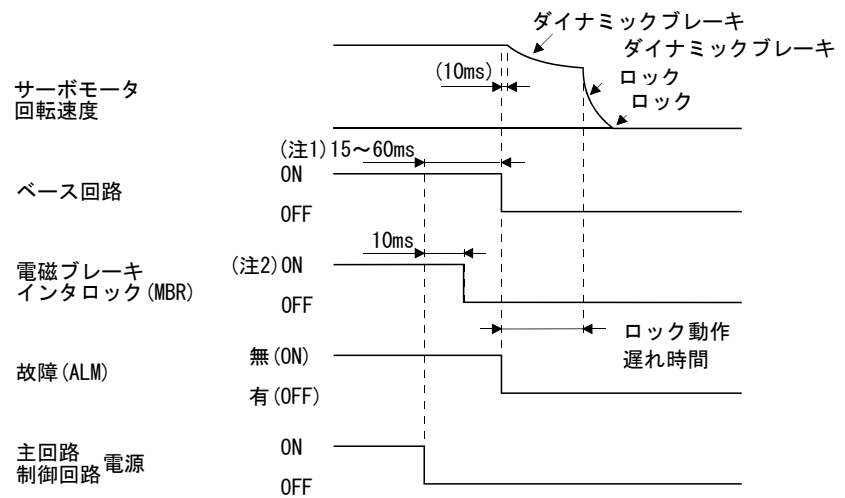 ダイナミックブレーキ
ダイナミックブレーキ
ロック
ロック
(10ms)
サーボモータ
回転速度
(注1)15～60ms
ON
ベース回路
OFF
10ms
電磁ブレーキ
インタロック(MBR)
(注2)ON
OFF
ロック動作
遅れ時間
無(ON)
故障(ALM)
有(OFF)
主回路
制御回路
電源
ON
OFF